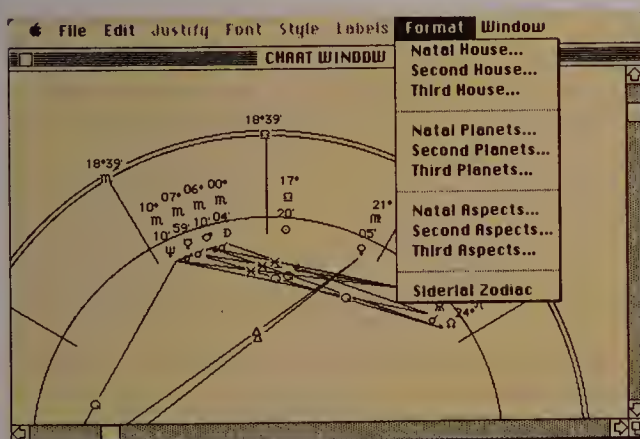 File Edit Justify Font Style Labels Format Window
CHART WINDOW
Natal House...
Second House...
Third House...
Natal Planets...
Second Planets...
Third Planets...
Natal Aspects...
Second Aspects...
Third Aspects...
Siderial Zodiac
18°39'
18°39'
10° 07° 06° 00°
10' 59' 10' 04'
17°
20'
21°
05'
24°